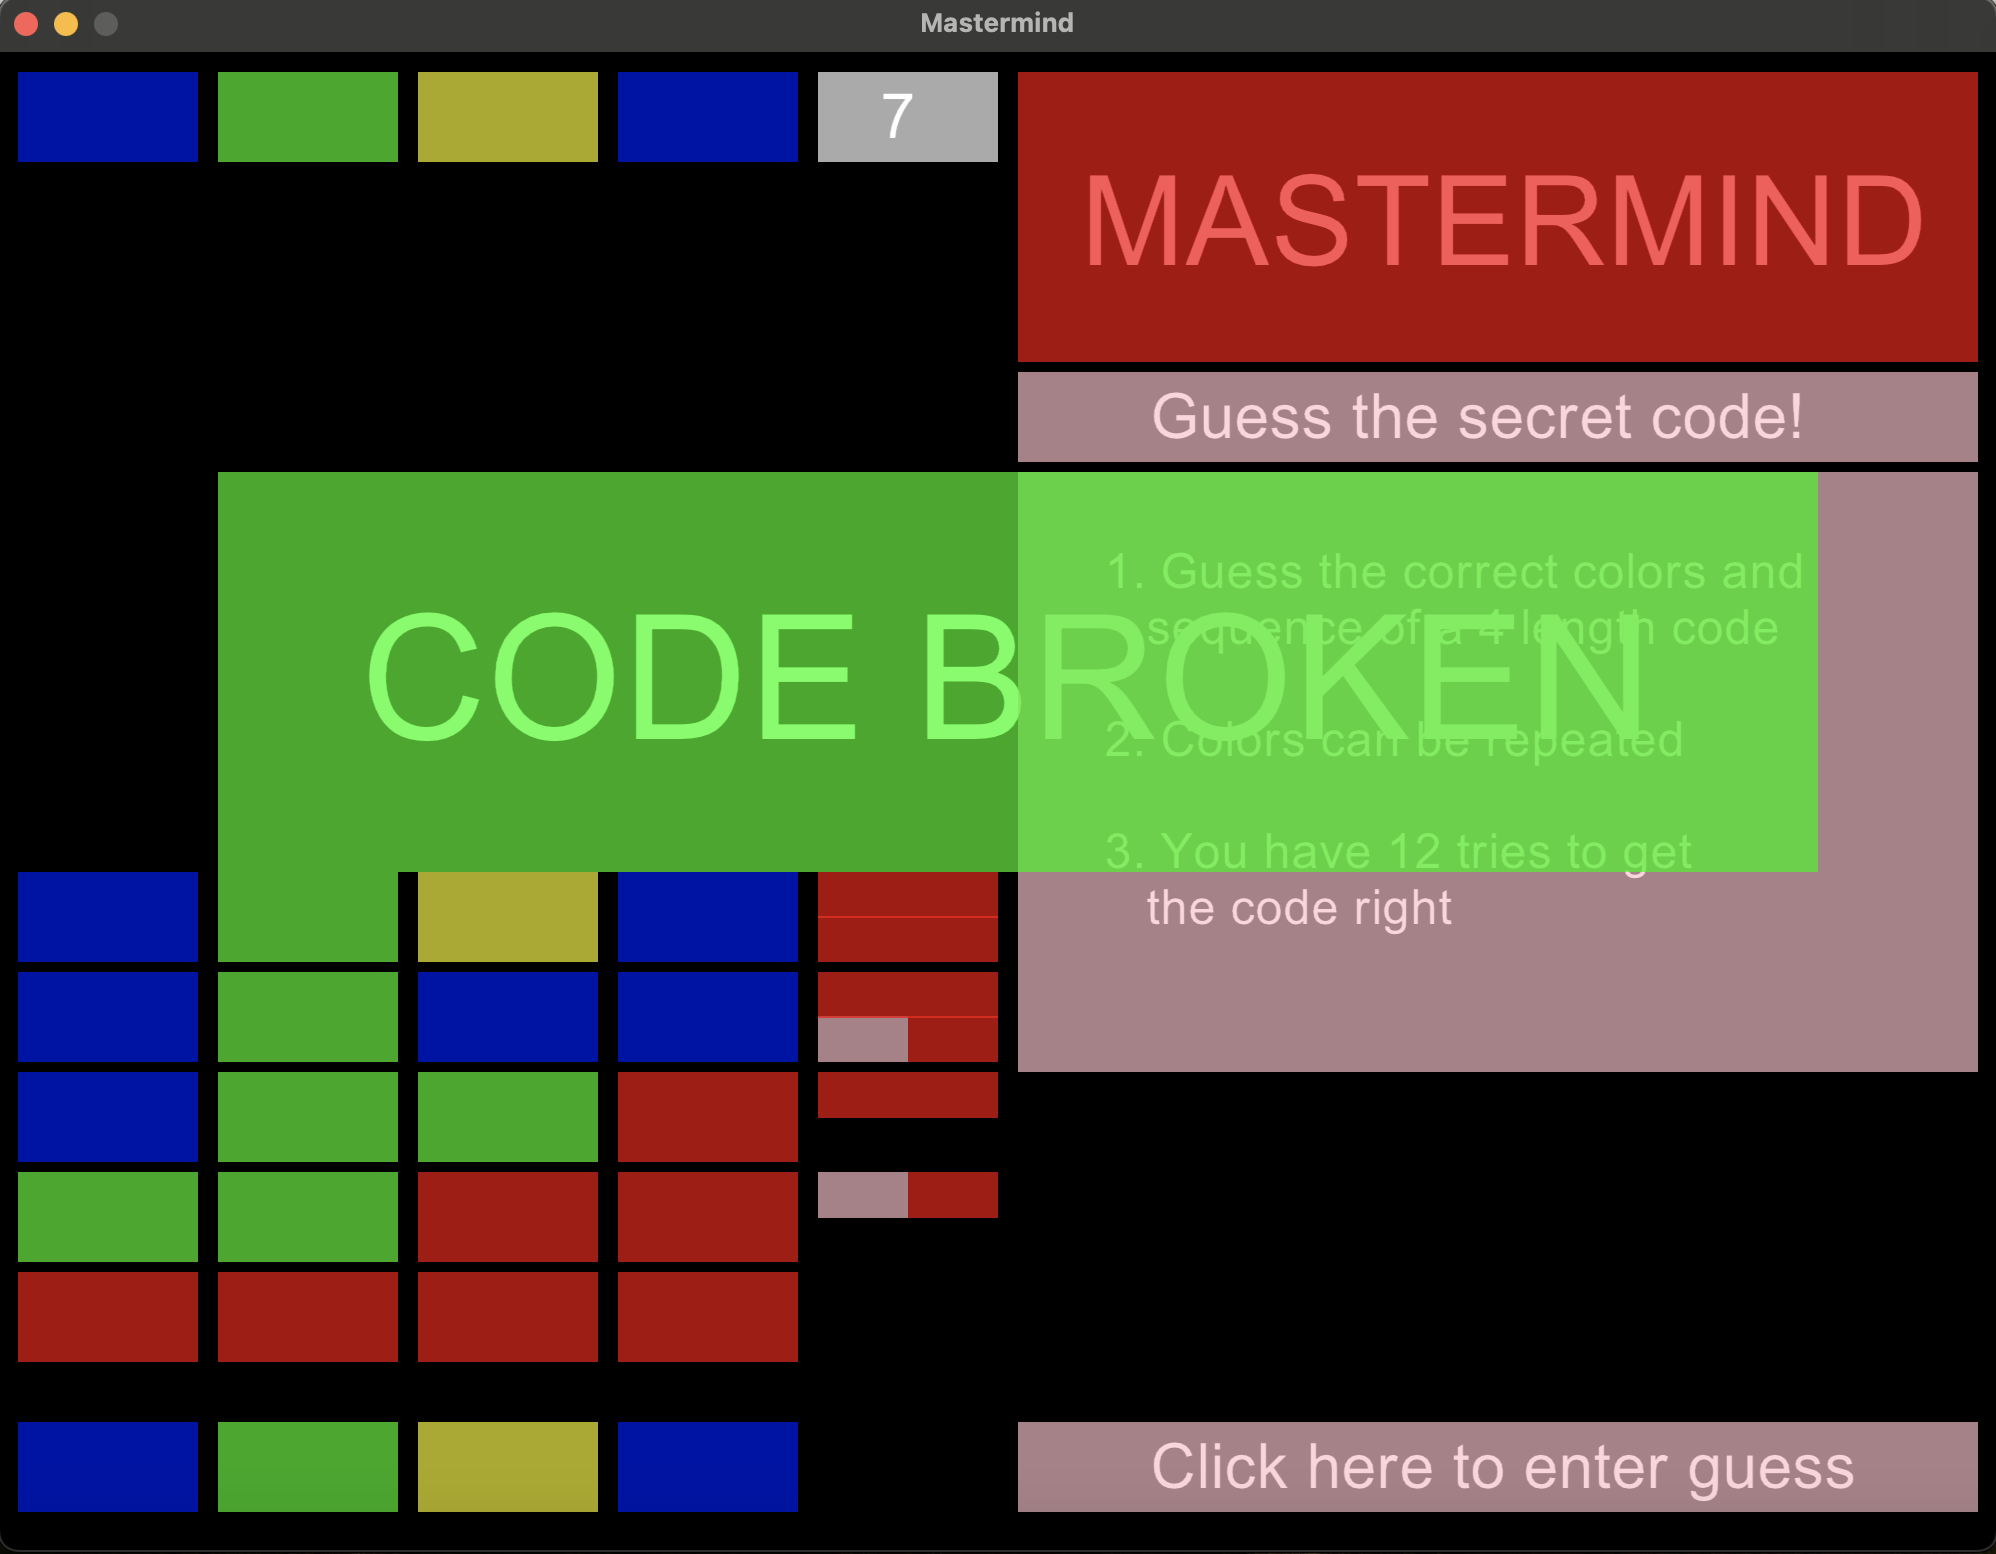 Mastermind
7
MASTERMIND
Guess the secret code!
1. Guess the correct colors and
sequence of a 4 length code
CODE BROKEN
2. Colors can be repeated
3. You have 12 tries to get
the code right
Click here to enter guess